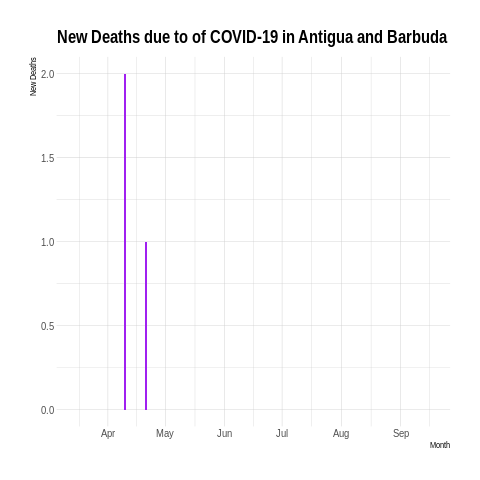 New Deaths due to of COVID-19 in Antigua and Barbuda
New Deaths
2.0
1.5
1.0
0.5
0.0
Apr May Jun Jul Aug Sep
Month